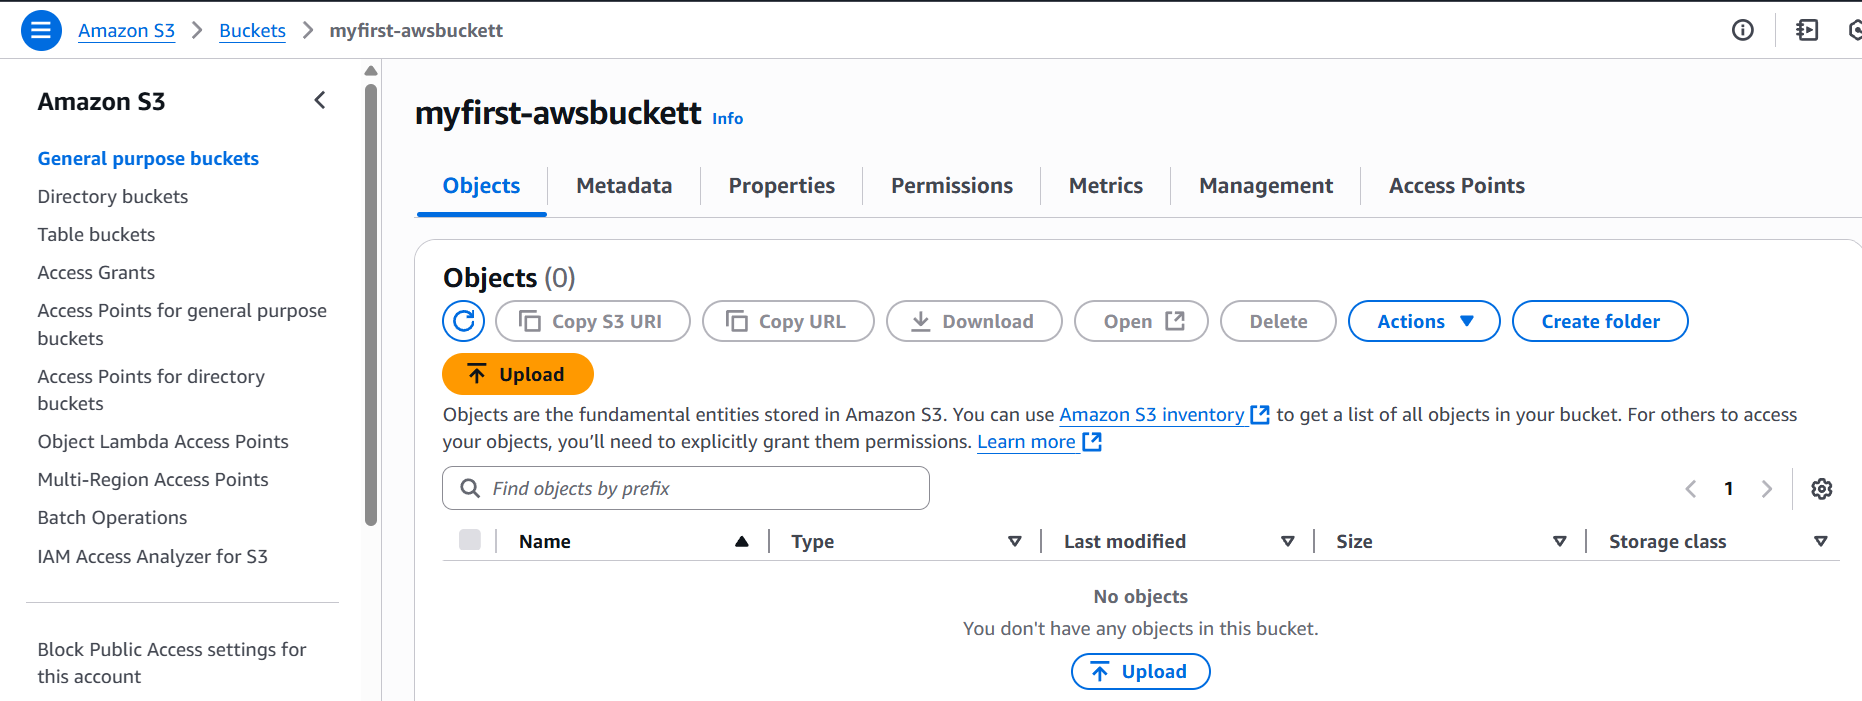 Amazon S3 > Buckets > myfirst-awsbuckett
Amazon S3
General purpose buckets
Directory buckets
Table buckets
Access Grants
Access Points for general purpose
buckets
Access Points for directory
buckets
Object Lambda Access Points
Multi-Region Access Points
Batch Operations
IAM Access Analyzer for S3
Block Public Access settings for
this account
myfirst-awsbuckett Info
Objects Metadata Properties Permissions Metrics Management Access Points
Objects (0)
Copy S3 URI Copy URL Download Open Delete Actions Create folder
Upload
Objects are the fundamental entities stored in Amazon S3. You can use Amazon S3 inventory to get a list of all objects in your bucket. For others to access
your objects, you’ll need to explicitly grant them permissions. Learn more
Find objects by prefix
1
Name Type Last modified Size Storage class
No objects
You don't have any objects in this bucket.
Upload